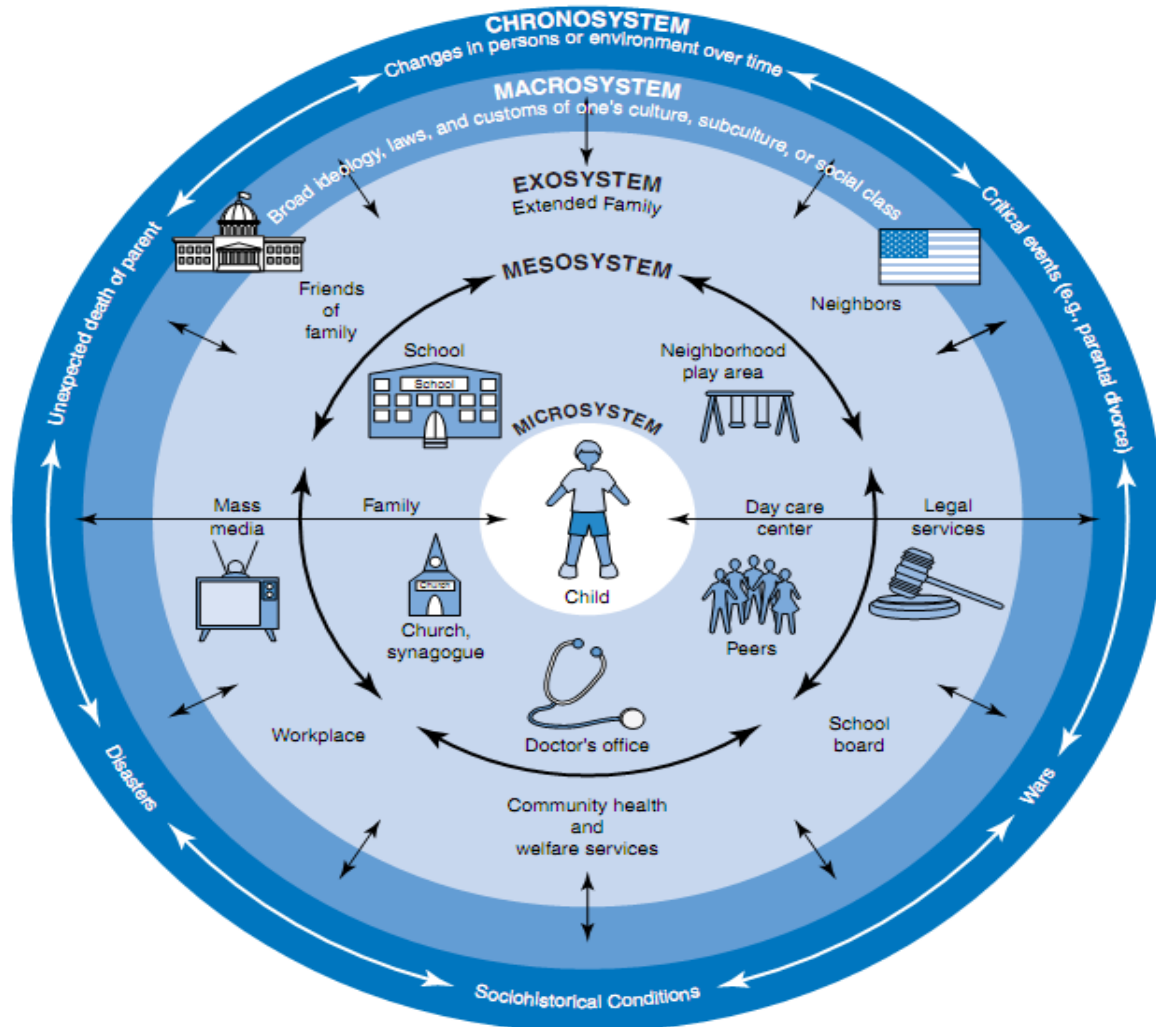 CHRONOSYSTEM
Changes in persons or environment over time
MACROSYSTEM
Broad ideology, laws, and customs of one's culture, subculture, or social class
EXOSYSTEM
Extended Family
MESOSYSTEM
Unexpected death of parent
Critical events (e.g., parental divorce)
Friends
of
family
Neighbors
School
School
Neighborhood
play area
MICROSYSTEM
Mass
media
Family
Day care
center
Legal
services
Church
Church,
synagogue
Child
Peers
Workplace
Doctor's office
School
board
Disasters
Wars
Community health
and
welfare services
Sociohistorical Conditions